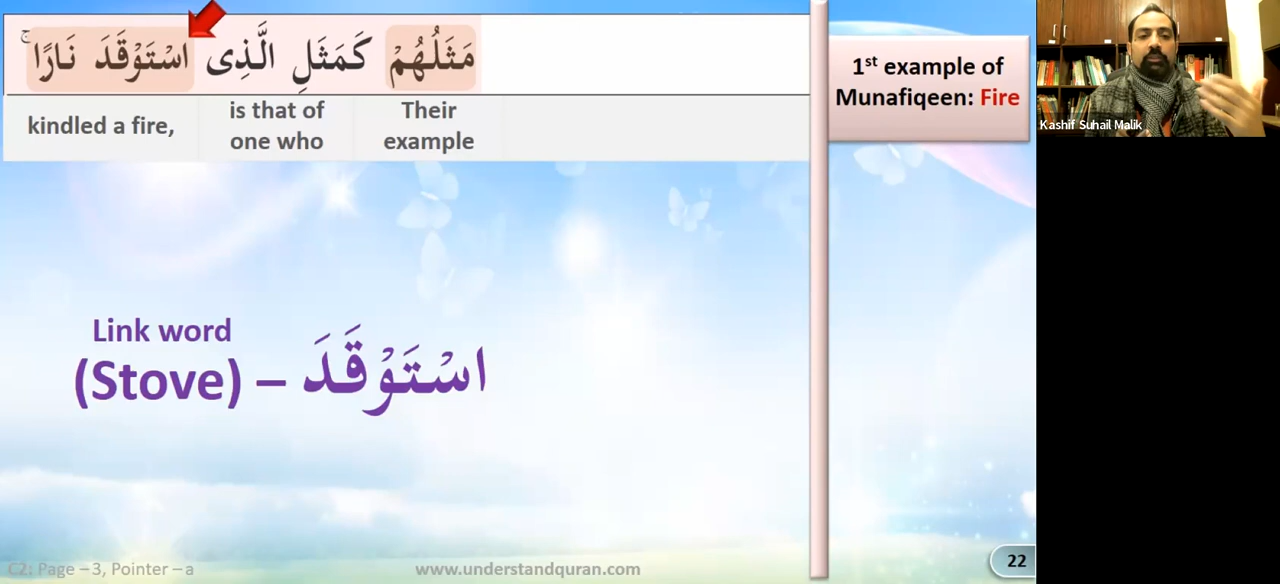 مَثَلُهُمْ كَمَثَلِ الَّذِى اسْتَوْقَدَ نَارًا ۚ
kindled a fire,
is that of
one who
Their
example
1st example of
Munafiqeen: Fire
Kashif Suhail Malik
Link word
(Stove) – اسْتَوْقَدَ
C2: Page – 3, Pointer – a
www.understandquran.com
22